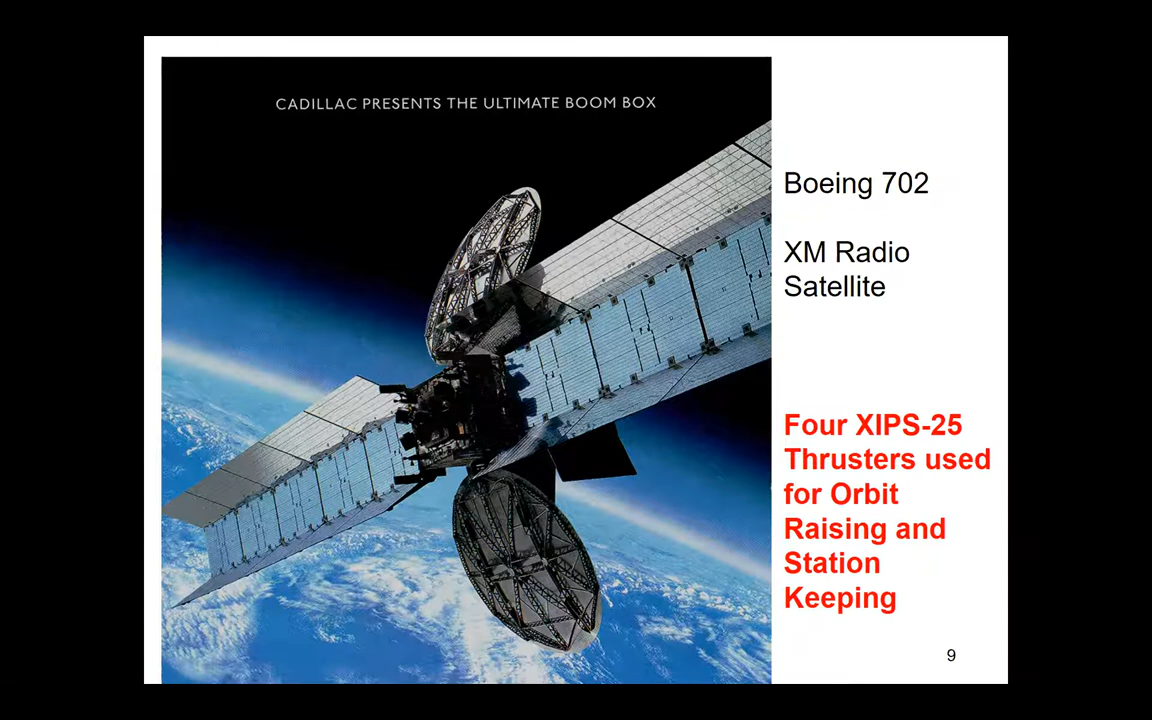 CADILLAC PRESENTS THE ULTIMATE BOOM BOX
Boeing 702
XM Radio
Satellite
Four XIPS-25
Thrusters used
for Orbit
Raising and
Station
Keeping
9